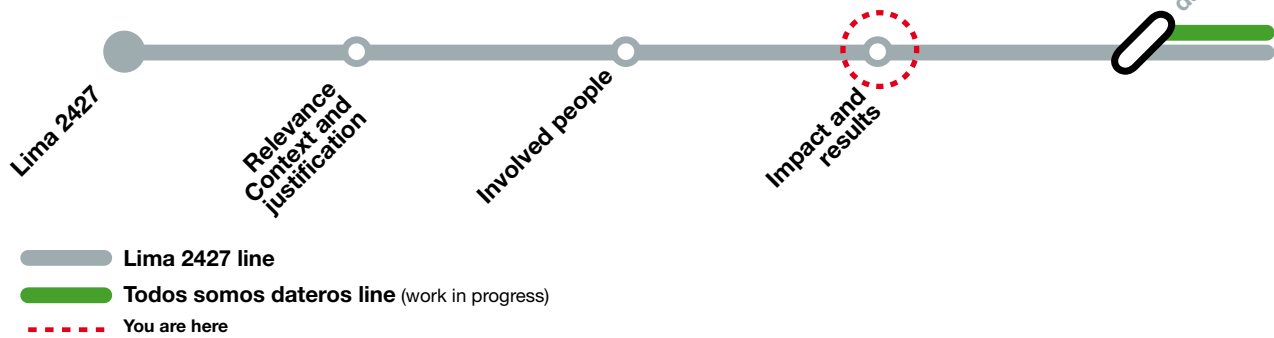 Lima 2427
Relevance
Context and
justification
Involved people
Impact and
results
Lima 2427 line
Todos somos dateros line (work in progress)
You are here